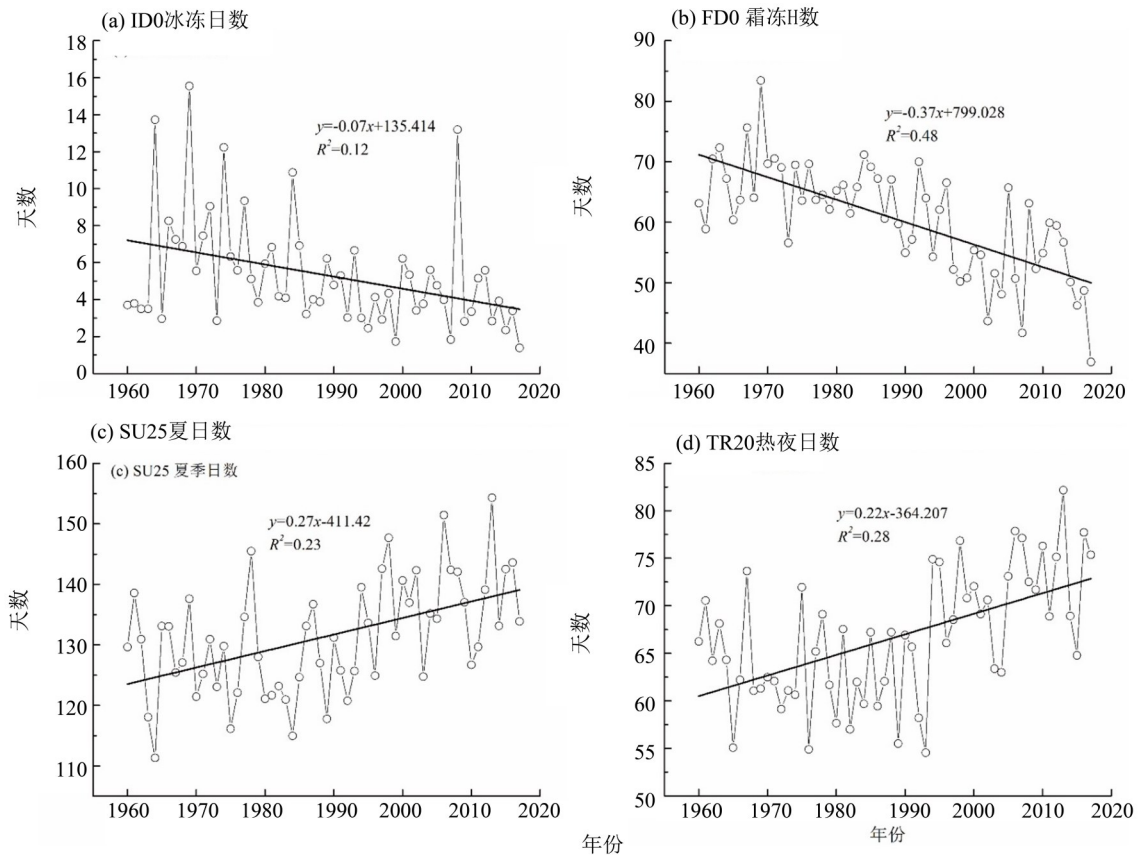 (a) ID0冰冻日数
18
16
14
12
10
8
6
4
2
0
天数
y=-0.07x+135.414
R²=0.12
1960 1970 1980 1990 2000 2010 2020
(b) FD0 霜冻H数
90
80
70
60
50
40
天数
y=-0.37x+799.028
R²=0.48
1960 1970 1980 1990 2000 2010 2020
(c) SU25夏日数
160
150
140
130
120
110
天数
(c) SU25 夏季日数
y=0.27x-411.42
R²=0.23
1960 1970 1980 1990 2000 2010 2020
(d) TR20热夜日数
85
80
75
70
65
60
55
50
天数
y=0.22x-364.207
R²=0.28
1960 1970 1980 1990 2000 2010 2020
年份
年份